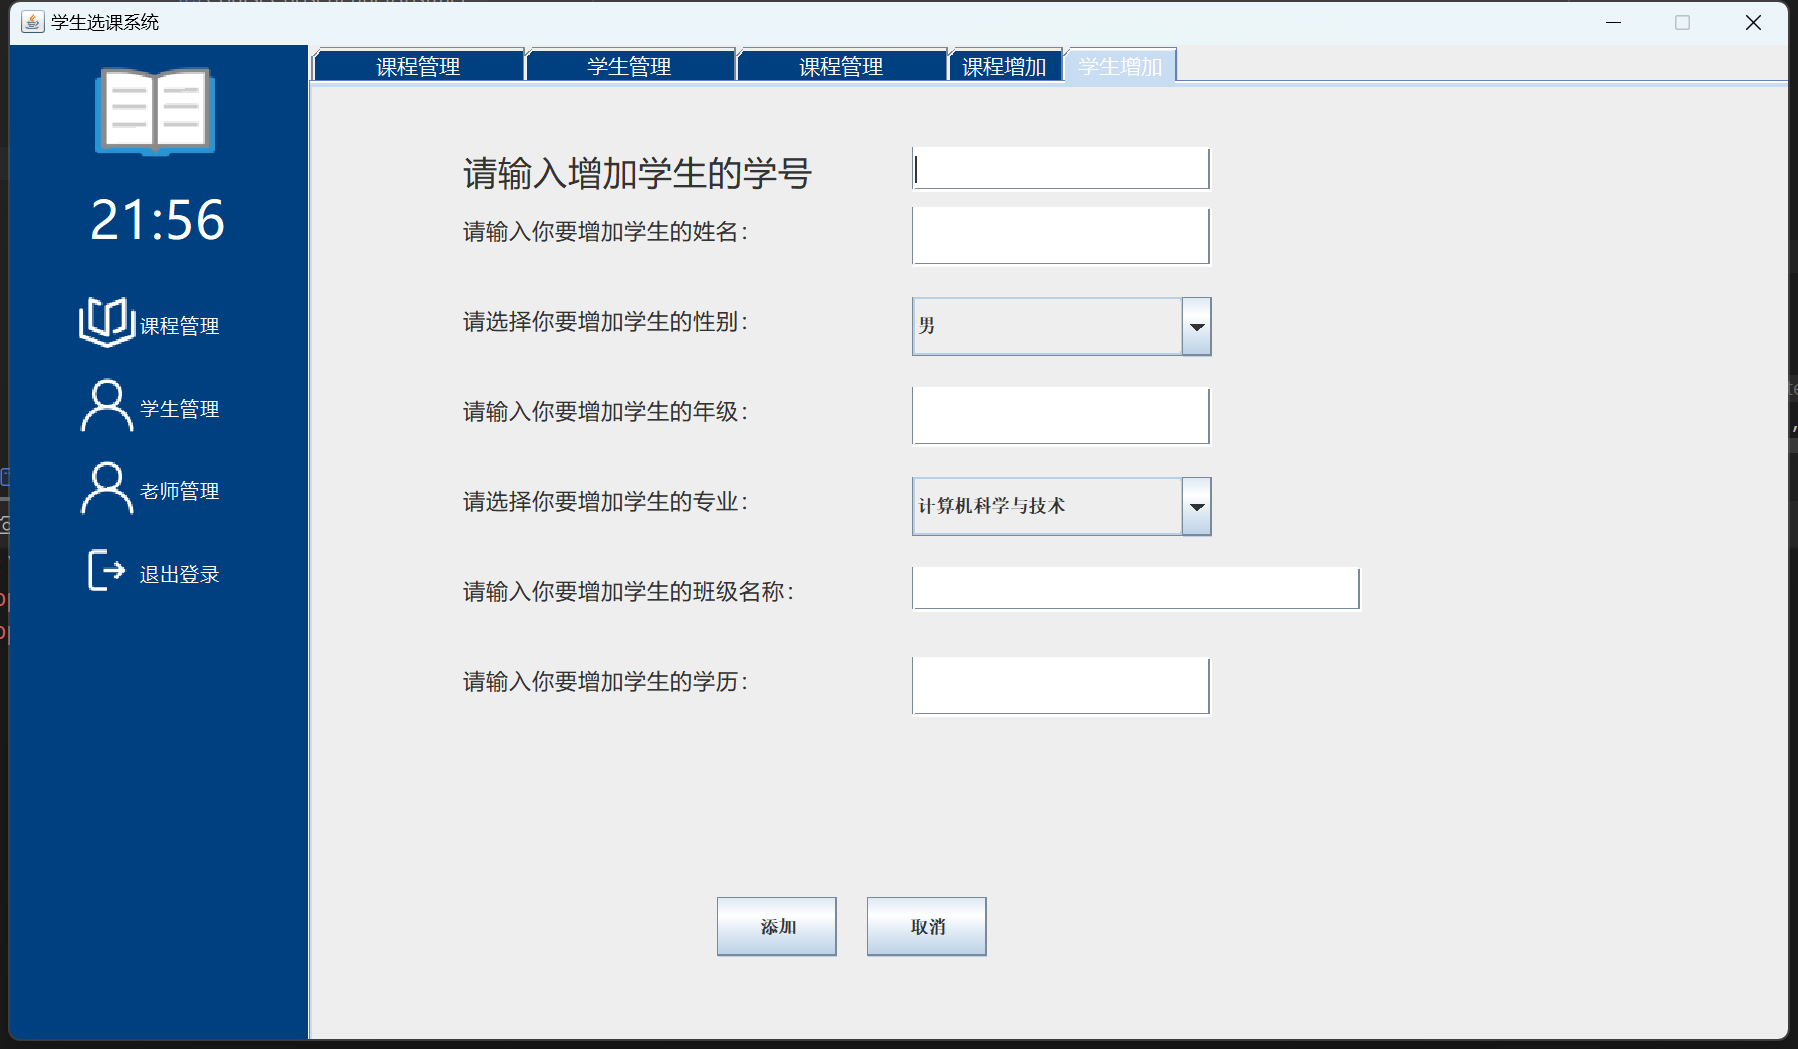 学生选课系统
课程管理
学生管理
课程管理
课程增加
学生增加
21:56
课程管理
学生管理
老师管理
退出登录
请输入增加学生的学号
请输入你要增加学生的姓名：
请选择你要增加学生的性别：
男
请输入你要增加学生的年级：
请选择你要增加学生的专业：
计算机科学与技术
请输入你要增加学生的班级名称：
请输入你要增加学生的学历：
添加
取消